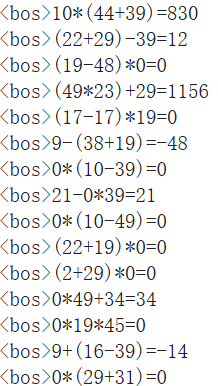 <bos>10*(44+39)=830
<bos>(22+29)-39=12
<bos>(19-48)*0=0
<bos>(49*23)+29=1156
<bos>(17-17)*19=0
<bos>9-(38+19)=-48
<bos>0*(10-39)=0
<bos>21-0*39=21
<bos>0*(10-49)=0
<bos>(22+19)*0=0
<bos>(2+29)*0=0
<bos>0*49+34=34
<bos>0*19*45=0
<bos>9+(16-39)=-14
<bos>0*(29+31)=0